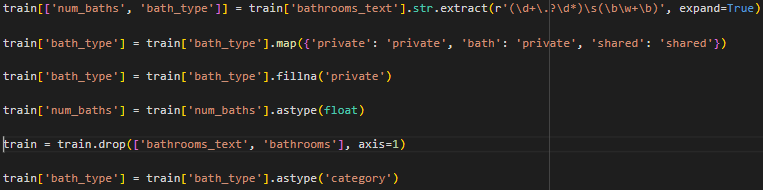 train[['num_baths', 'bath_type']] = train['bathrooms_text'].str.extract(r'(\d+\.?\d*)\s(\b\w+\b)', expand=True)
train['bath_type'] = train['bath_type'].map({'private': 'private', 'bath': 'private', 'shared': 'shared'})
train['bath_type'] = train['bath_type'].fillna('private')
train['num_baths'] = train['num_baths'].astype(float)
train = train.drop(['bathrooms_text', 'bathrooms'], axis=1)
train['bath_type'] = train['bath_type'].astype('category')